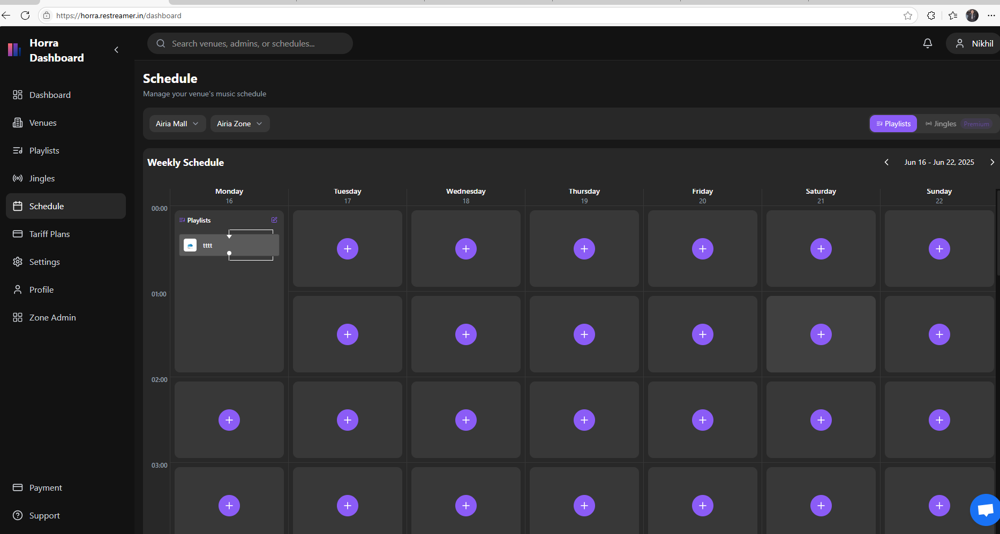 https://horra.restreamer.in/dashboard
Horra
Dashboard
Search venues, admins, or schedules...
Nikhil
Dashboard
Venues
Playlists
Jingles
Schedule
Tariff Plans
Settings
Profile
Zone Admin
Payment
Support
Schedule
Manage your venue's music schedule
Airia Mall
Airia Zone
Playlists
Jingles
Premium
Weekly Schedule
Jun 16 - Jun 22, 2025
Monday
16
Tuesday
17
Wednesday
18
Thursday
19
Friday
20
Saturday
21
Sunday
22
00:00
Playlists
tttt
01:00
02:00
03:00